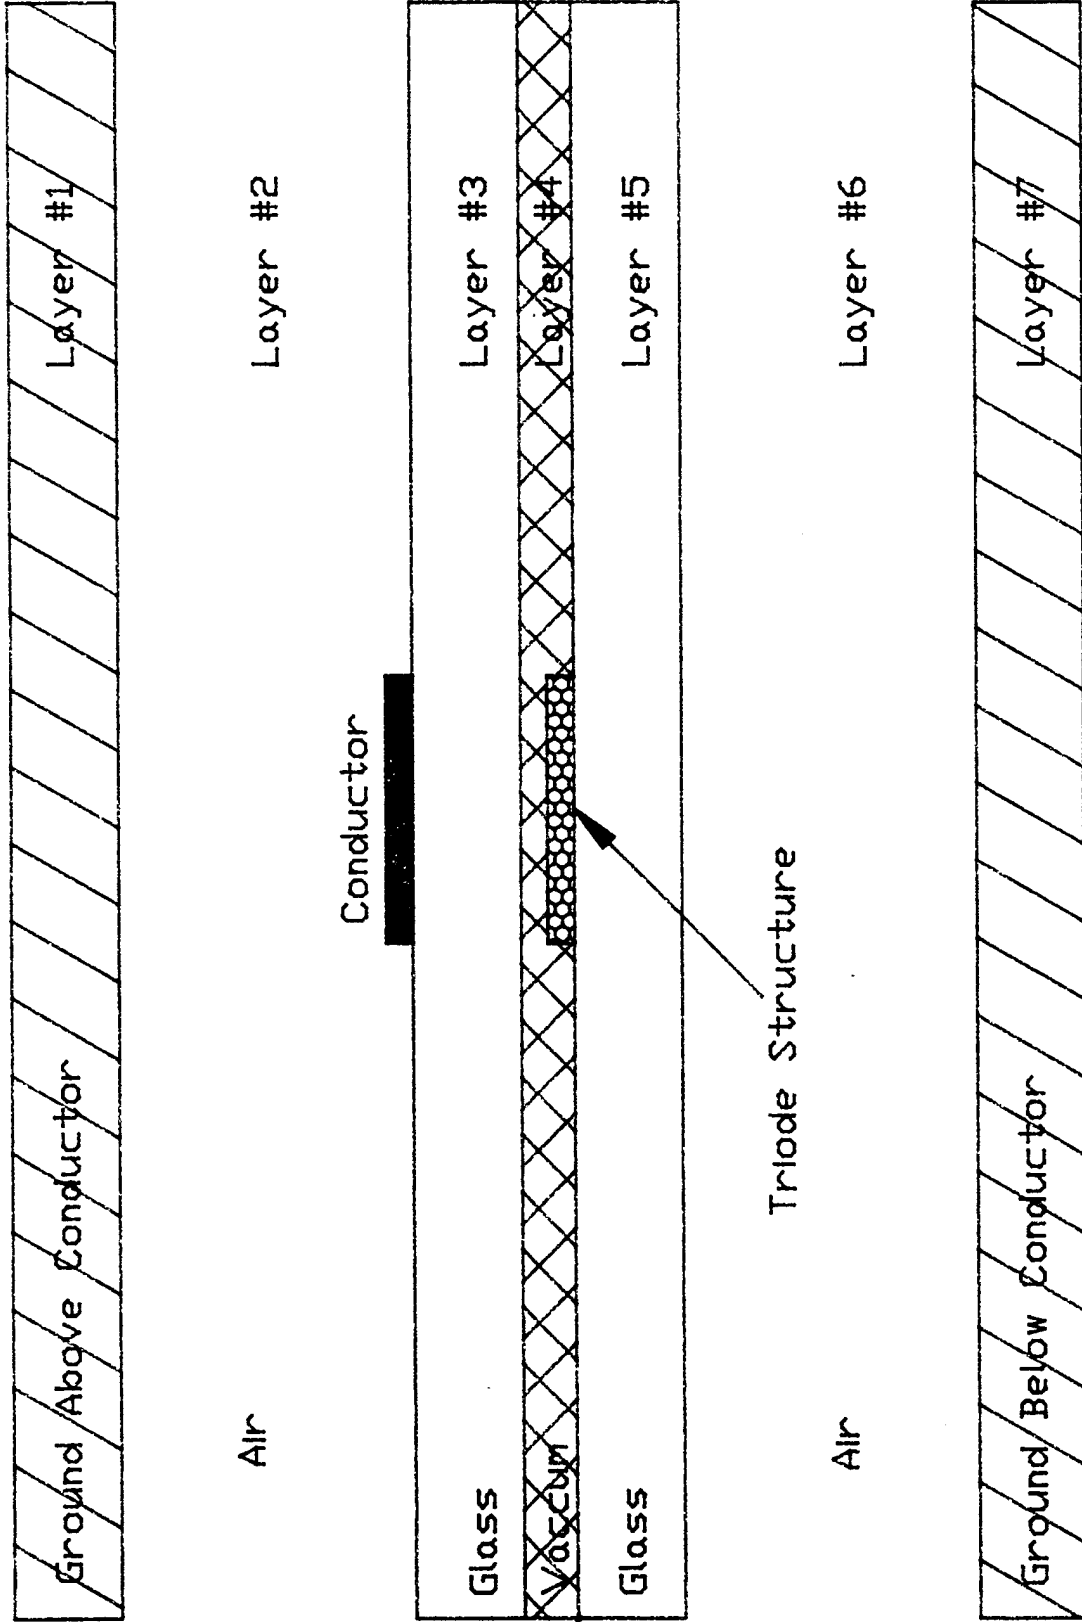 Ground Above Conductor Layer #1
Air Layer #2
Conductor
Glass Layer #3
Vaccum Layer #4
Glass Layer #5
Triode Structure
Air Layer #6
Ground Below Conductor Layer #7